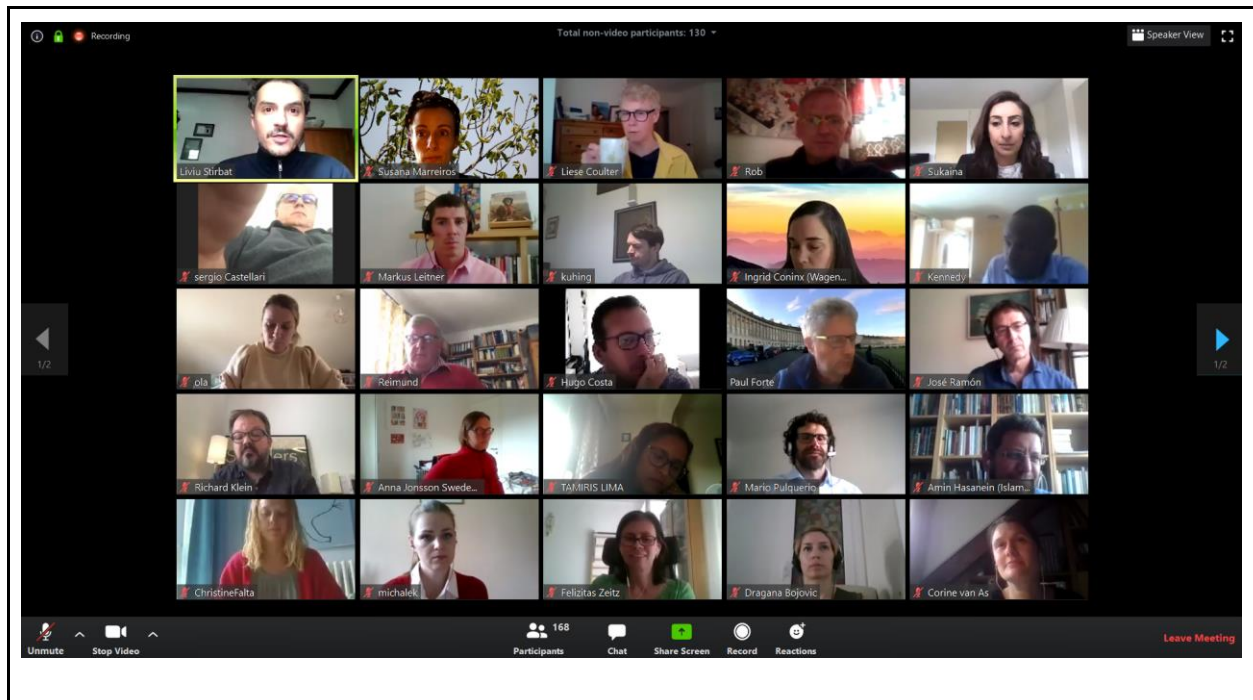 Recording
Total non-video participants: 130
Speaker View
Liviu Stirbat
Susana Marreiros
Liese Coulter
Rob
Sukaina
sergio Castellari
Markus Leitner
kuhing
Ingrid Coninx (Wagen...
Kennedy
1/2
1/2
pla
Reimund
Hugo Costa
Paul Forte
José Ramón
Richard Klein
Anna Jonsson Swede...
TAMIRIS LIMA
Mario Pulquerio
Amin Hasanein (Islam...
ChristineFalta
michalek
Felizitas Zeitz
Dragana Bojovic
Corine van As
Unmute
Stop Video
168
Participants
Chat
Share Screen
Record
Reactions
Leave Meeting